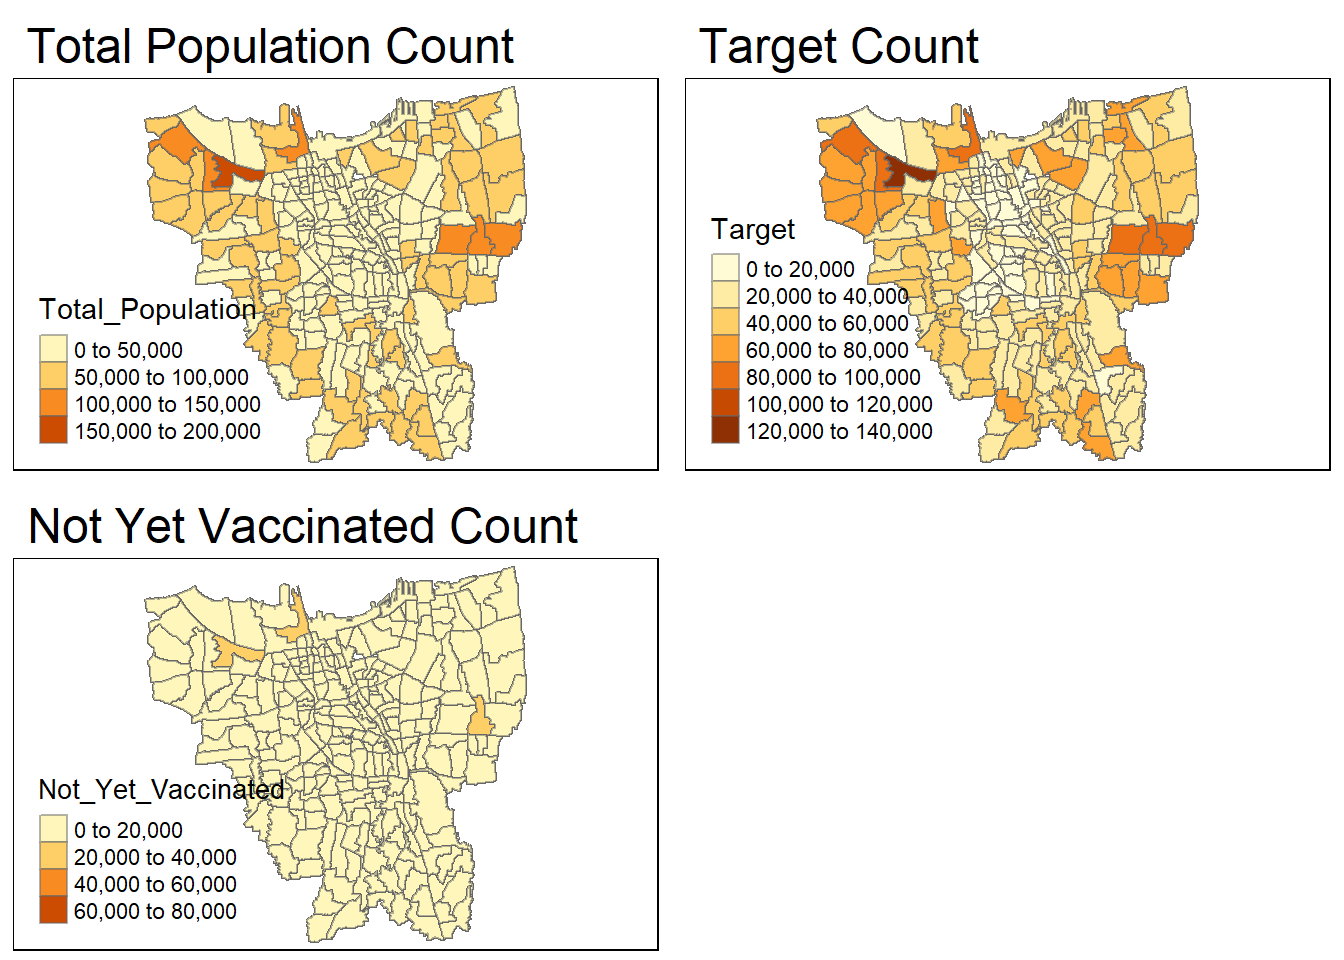 Total Population Count
Total_Population
0 to 50,000
50,000 to 100,000
100,000 to 150,000
150,000 to 200,000
Target Count
Target
0 to 20,000
20,000 to 40,000
40,000 to 60,000
60,000 to 80,000
80,000 to 100,000
100,000 to 120,000
120,000 to 140,000
Not Yet Vaccinated Count
Not_Yet_Vaccinated
0 to 20,000
20,000 to 40,000
40,000 to 60,000
60,000 to 80,000